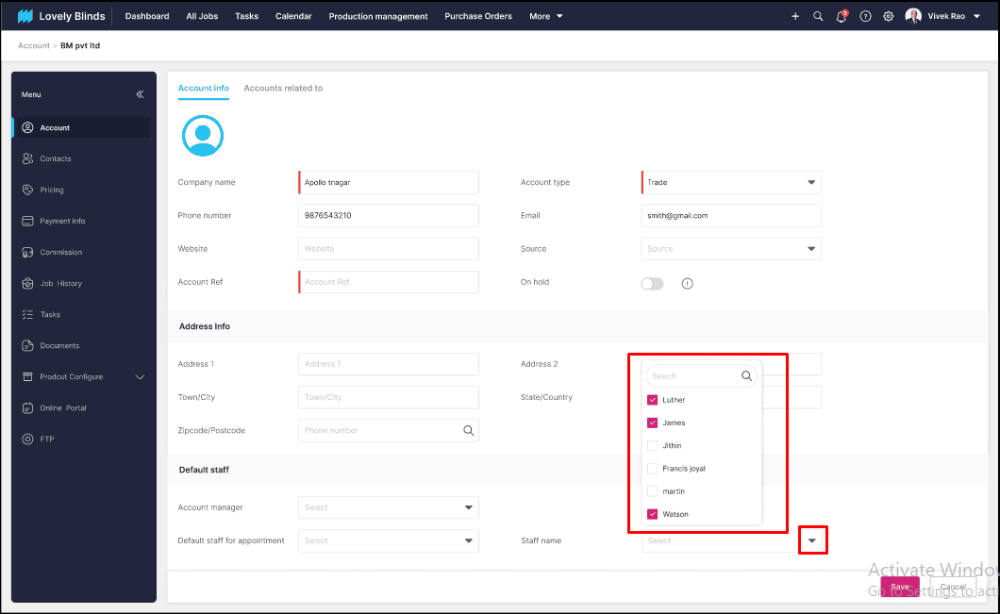 Lovely Blinds Dashboard All Jobs Tasks Calendar Production management Purchase Orders More Vivek Rao
Account > BM pvt ltd
Menu
Account
Contacts
Pricing
Payment Info
Commission
Job History
Tasks
Documents
Prodcut Configure
Online Portal
FTP
Account info Accounts related to
Company name Apollo tnagar Account type Trade
Phone number 9876543210 Email smith@gmail.com
Website Website Source Source
Account Ref Account Ref On hold
Address Info
Address 1 Address 1 Address 2
Town/City Town/City State/Country
Zipcode/Postcode Phone number
Search
Luther
James
Jithin
Francis joyal
martin
Watson
Default staff
Account manager Select
Default staff for appointment Select Staff name Select
Save Cancel
Activate Windo
Go to Settings to acti